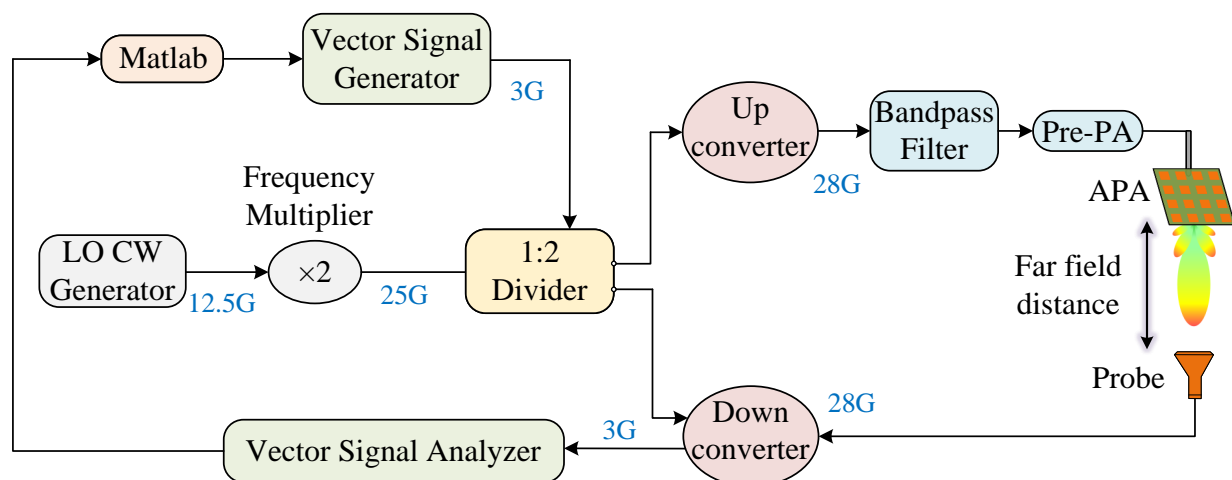 Matlab
Vector Signal
Generator
3G
Up
converter
28G
Bandpass
Filter
Pre-PA
APA
Frequency
Multiplier
LO CW
Generator
12.5G
×2
25G
1:2
Divider
Far field
distance
Probe
Down
converter
28G
3G
Vector Signal Analyzer